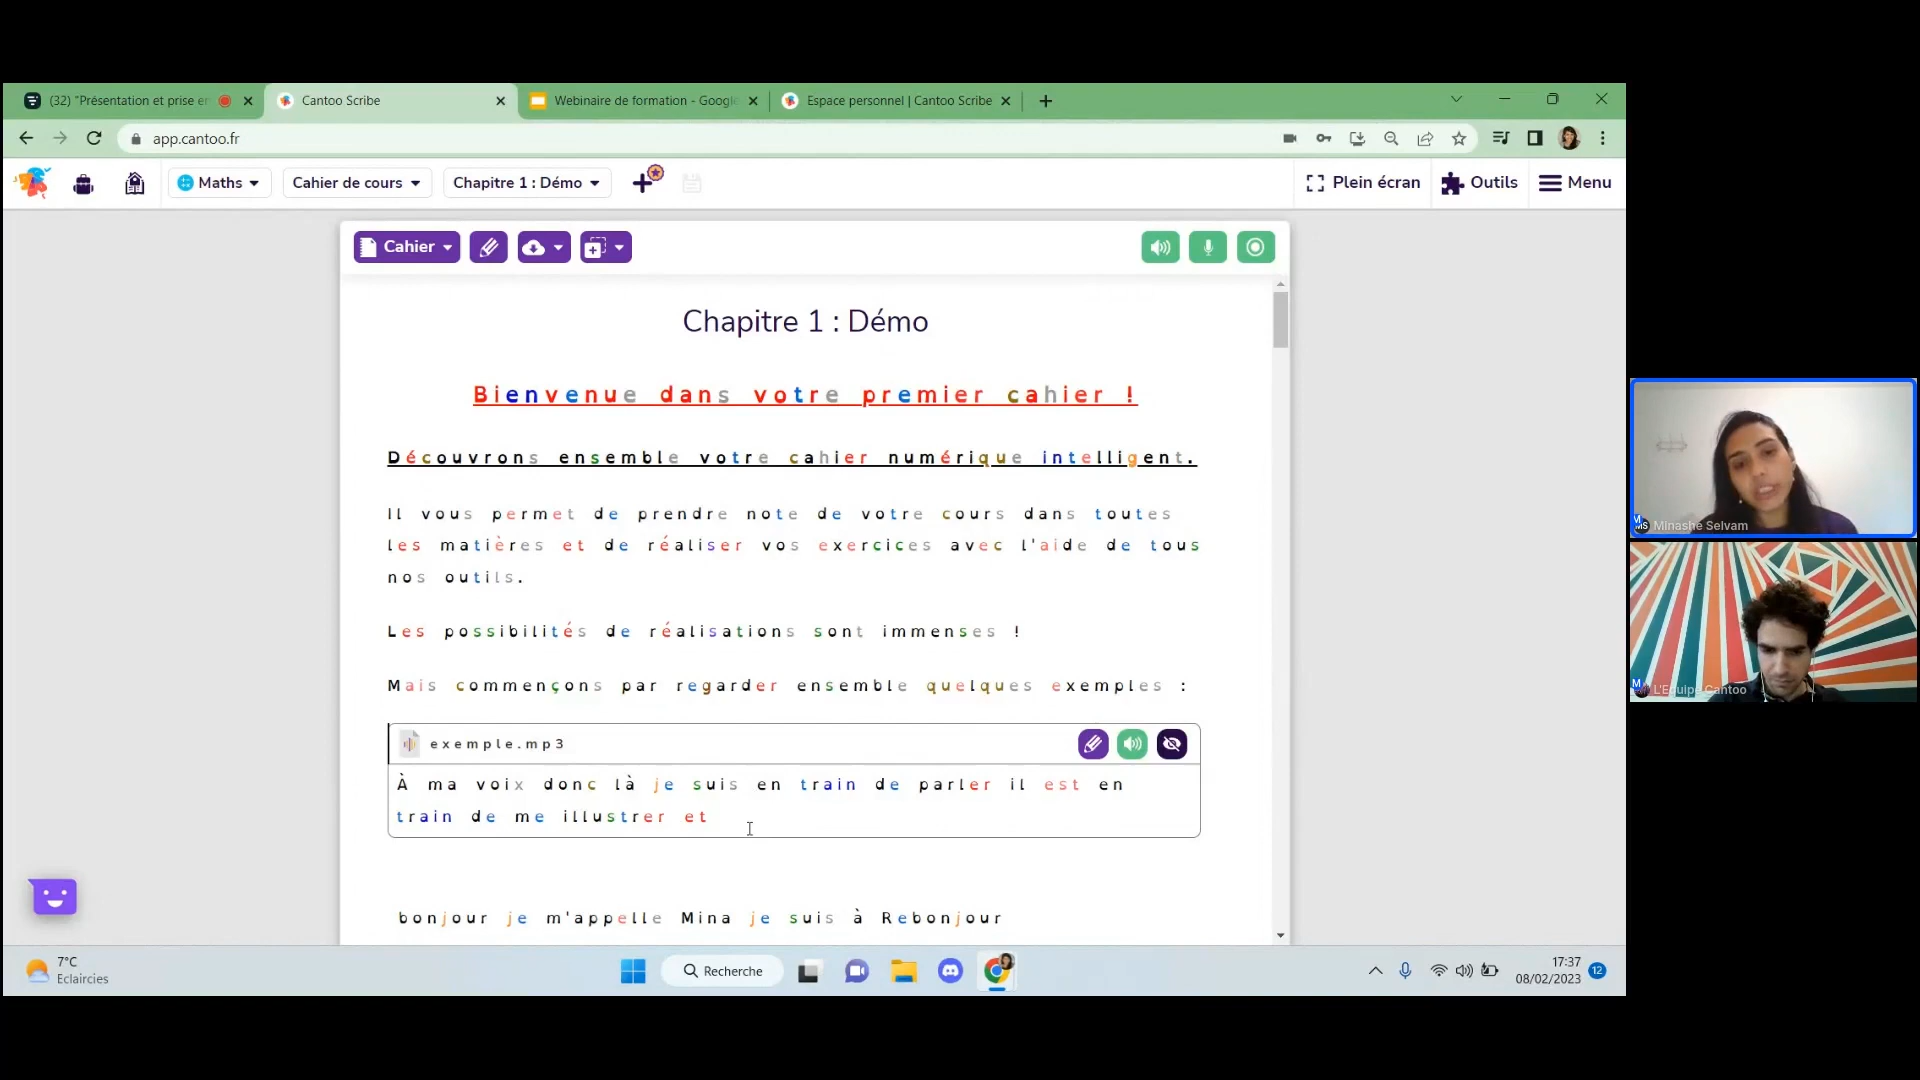 (32) "Présentation et prise e
Cantoo Scribe
Webinaire de formation - Google
Espace personnel | Cantoo Scribe
app.cantoo.fr
Maths
Cahier de cours
Chapitre 1 : Démo
Plein écran
Outils
Menu
Cahier
Chapitre 1 : Démo
Bienvenue dans votre premier cahier !
Découvrons ensemble votre cahier numérique intelligent.
Il vous permet de prendre note de votre cours dans toutes
les matières et de réaliser vos exercices avec l'aide de tous
nos outils.
Les possibilités de réalisations sont immenses !
Mais commençons par regarder ensemble quelques exemples :
exemple.mp3
À ma voix donc là je suis en train de parler il est en
train de me illustrer et
bonjour je m'appelle Mina je suis à Rebonjour
Minashe Selvam
L'Equipe Cantoo
7°C
Eclaircies
Recherche
17:37
08/02/2023
12